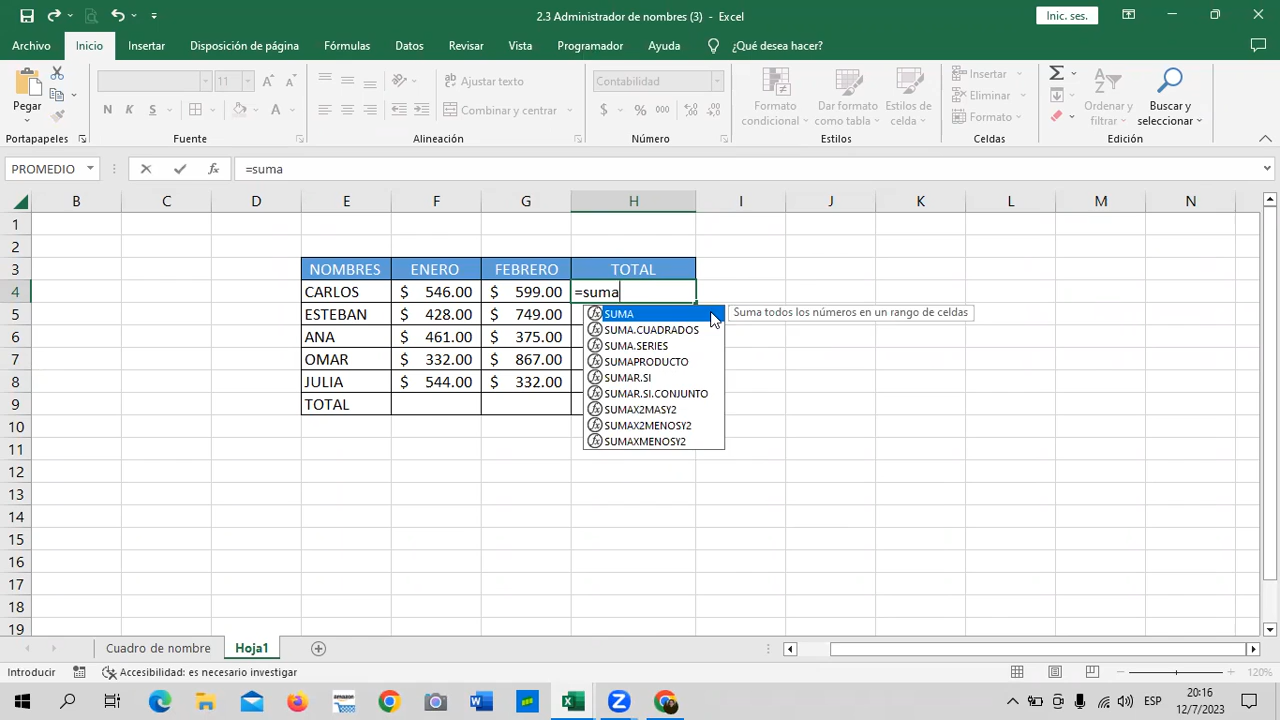 2.3 Administrador de nombres (3) - Excel
Inic. ses.
Archivo Inicio Insertar Disposición de página Fórmulas Datos Revisar Vista Programador Ayuda ¿Qué desea hacer?
Pegar
N K S
11 A A
A
ab
Ajustar texto
Combinar y centrar
Contabilidad
$ % 000
Formato condicional
Dar formato como tabla
Estilos de celda
Insertar
Eliminar
Formato
Σ
Ordenar y filtrar
Buscar y seleccionar
Portapapeles Fuente Alineación Número Estilos Celdas Edición
PROMEDIO fx =suma
B C D E F G H I J K L M N
1
2
3 NOMBRES ENERO FEBRERO TOTAL
4 CARLOS $ 546.00 $ 599.00 =suma
5 ESTEBAN $ 428.00 $ 749.00
6 ANA $ 461.00 $ 375.00
7 OMAR $ 332.00 $ 867.00
8 JULIA $ 544.00 $ 332.00
9 TOTAL
10
11
12
13
14
15
16
17
18
19
SUMA Suma todos los números en un rango de celdas
SUMA.CUADRADOS
SUMA.SERIES
SUMAPRODUCTO
SUMAR.SI
SUMAR.SI.CONJUNTO
SUMAX2MASY2
SUMAX2MENOSY2
SUMAXMENOSY2
Cuadro de nombre Hoja1
Introducir Accesibilidad: es necesario investigar 120%
ESP 20:16
12/7/2023